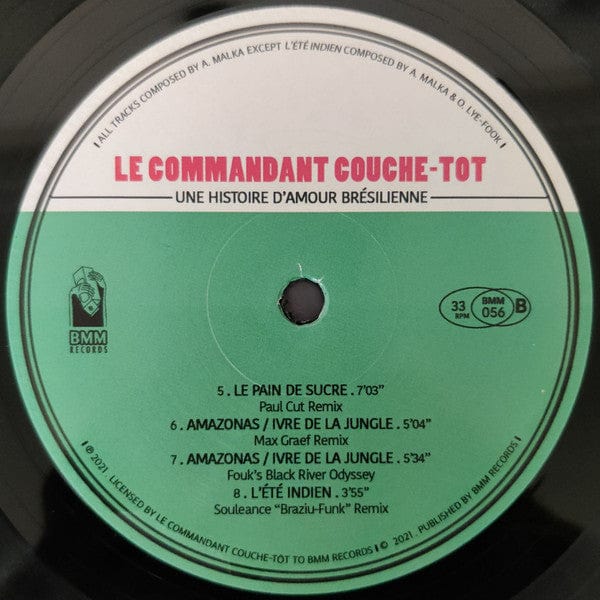 ALL TRACKS COMPOSED BY A. MALKA EXCEPT L'ÉTÉ INDIEN COMPOSED BY A. MALKA & O. LYE-FOOK
LE COMMANDANT COUCHE-TOT
UNE HISTOIRE D'AMOUR BRÉSILIENNE
BMM
RECORDS
33
RPM
BMM
056
B
5 . LE PAIN DE SUCRE . 7'03”
Paul Cut Remix
6 . AMAZONAS / IVRE DE LA JUNGLE . 5'04”
Max Graef Remix
7 . AMAZONAS / IVRE DE LA JUNGLE . 5'34”
Fouk's Black River Odyssey
8 . L'ÉTÉ INDIEN . 3'55”
Souleance “Braziu-Funk” Remix
℗ 2021 . LICENSED BY LE COMMANDANT COUCHE-TÔT TO BMM RECORDS
© 2021 . PUBLISHED BY BMM RECORDS